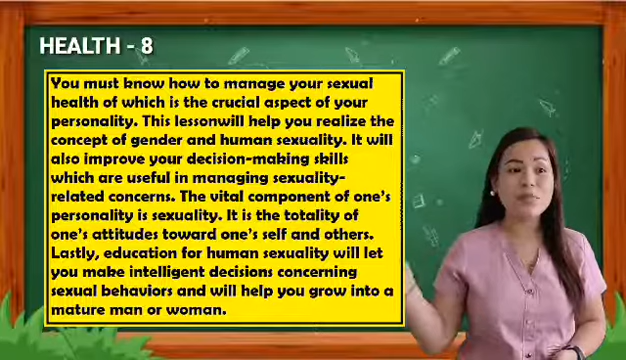 HEALTH - 8
You must know how to manage your sexual
health of which is the crucial aspect of your
personality. This lessonwill help you realize the
concept of gender and human sexuality. It will
also improve your decision-making skills
which are useful in managing sexuality-
related concerns. The vital component of one's
personality is sexuality. It is the totality of
one's attitudes toward one's self and others.
Lastly, education for human sexuality will let
you make intelligent decisions concerning
sexual behaviors and will help you grow into a
mature man or woman.